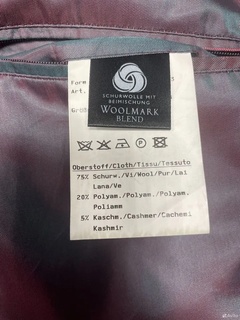 Form
Art.
Größ
SCHURWOLLE MIT
BEIMISCHUNG
WOOLMARK
BLEND
P
Oberstoff/Cloth/Tissu/Tessuto
75% Schurw./Vi/Wool/Pur/Lai
Lana/Ve
20% Polyam./Polyam./Polyam.
Poliamm
5% Kaschm./Cashmer/Cachemi
Kashmir
Avito